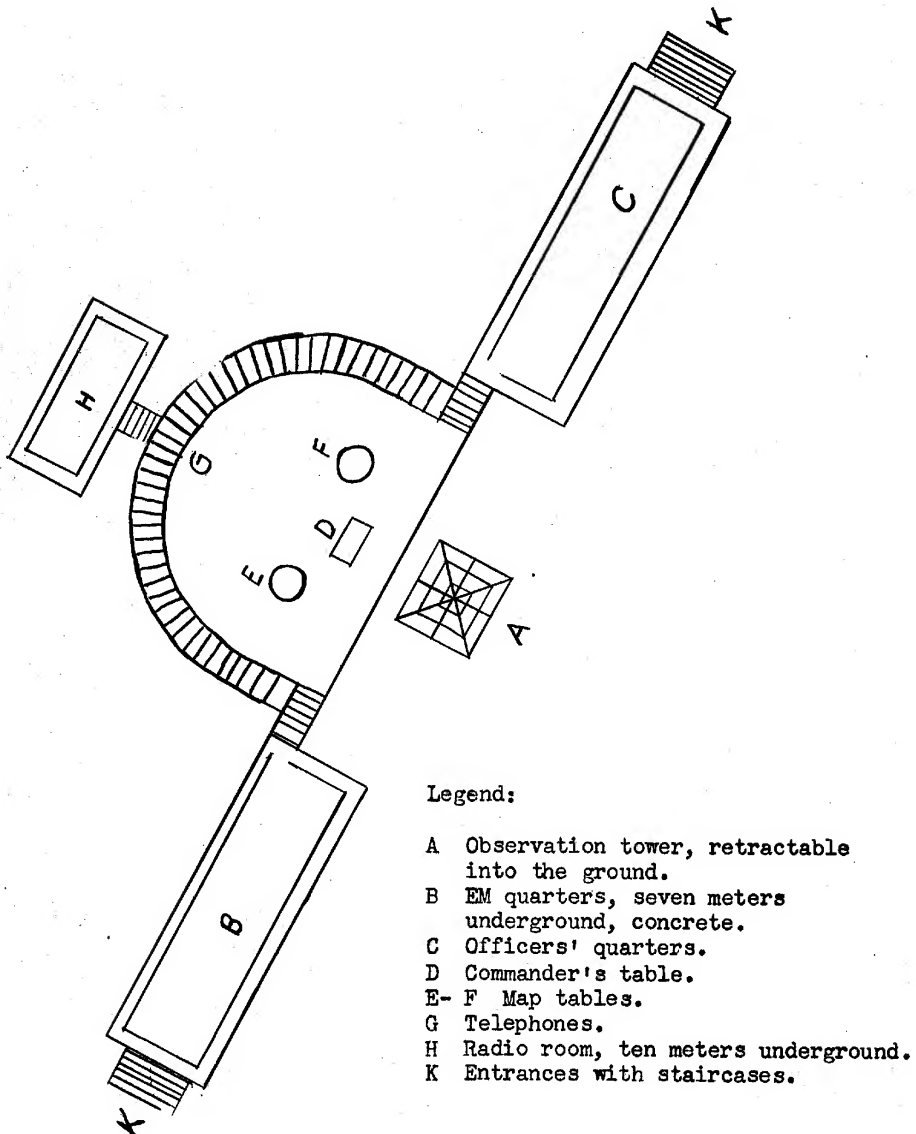 K
C
H
G
F
D
E
A
B
K
Legend:
A Observation tower, retractable
into the ground.
B EM quarters, seven meters
underground, concrete.
C Officers' quarters.
D Commander's table.
E- F Map tables.
G Telephones.
H Radio room, ten meters underground.
K Entrances with staircases.